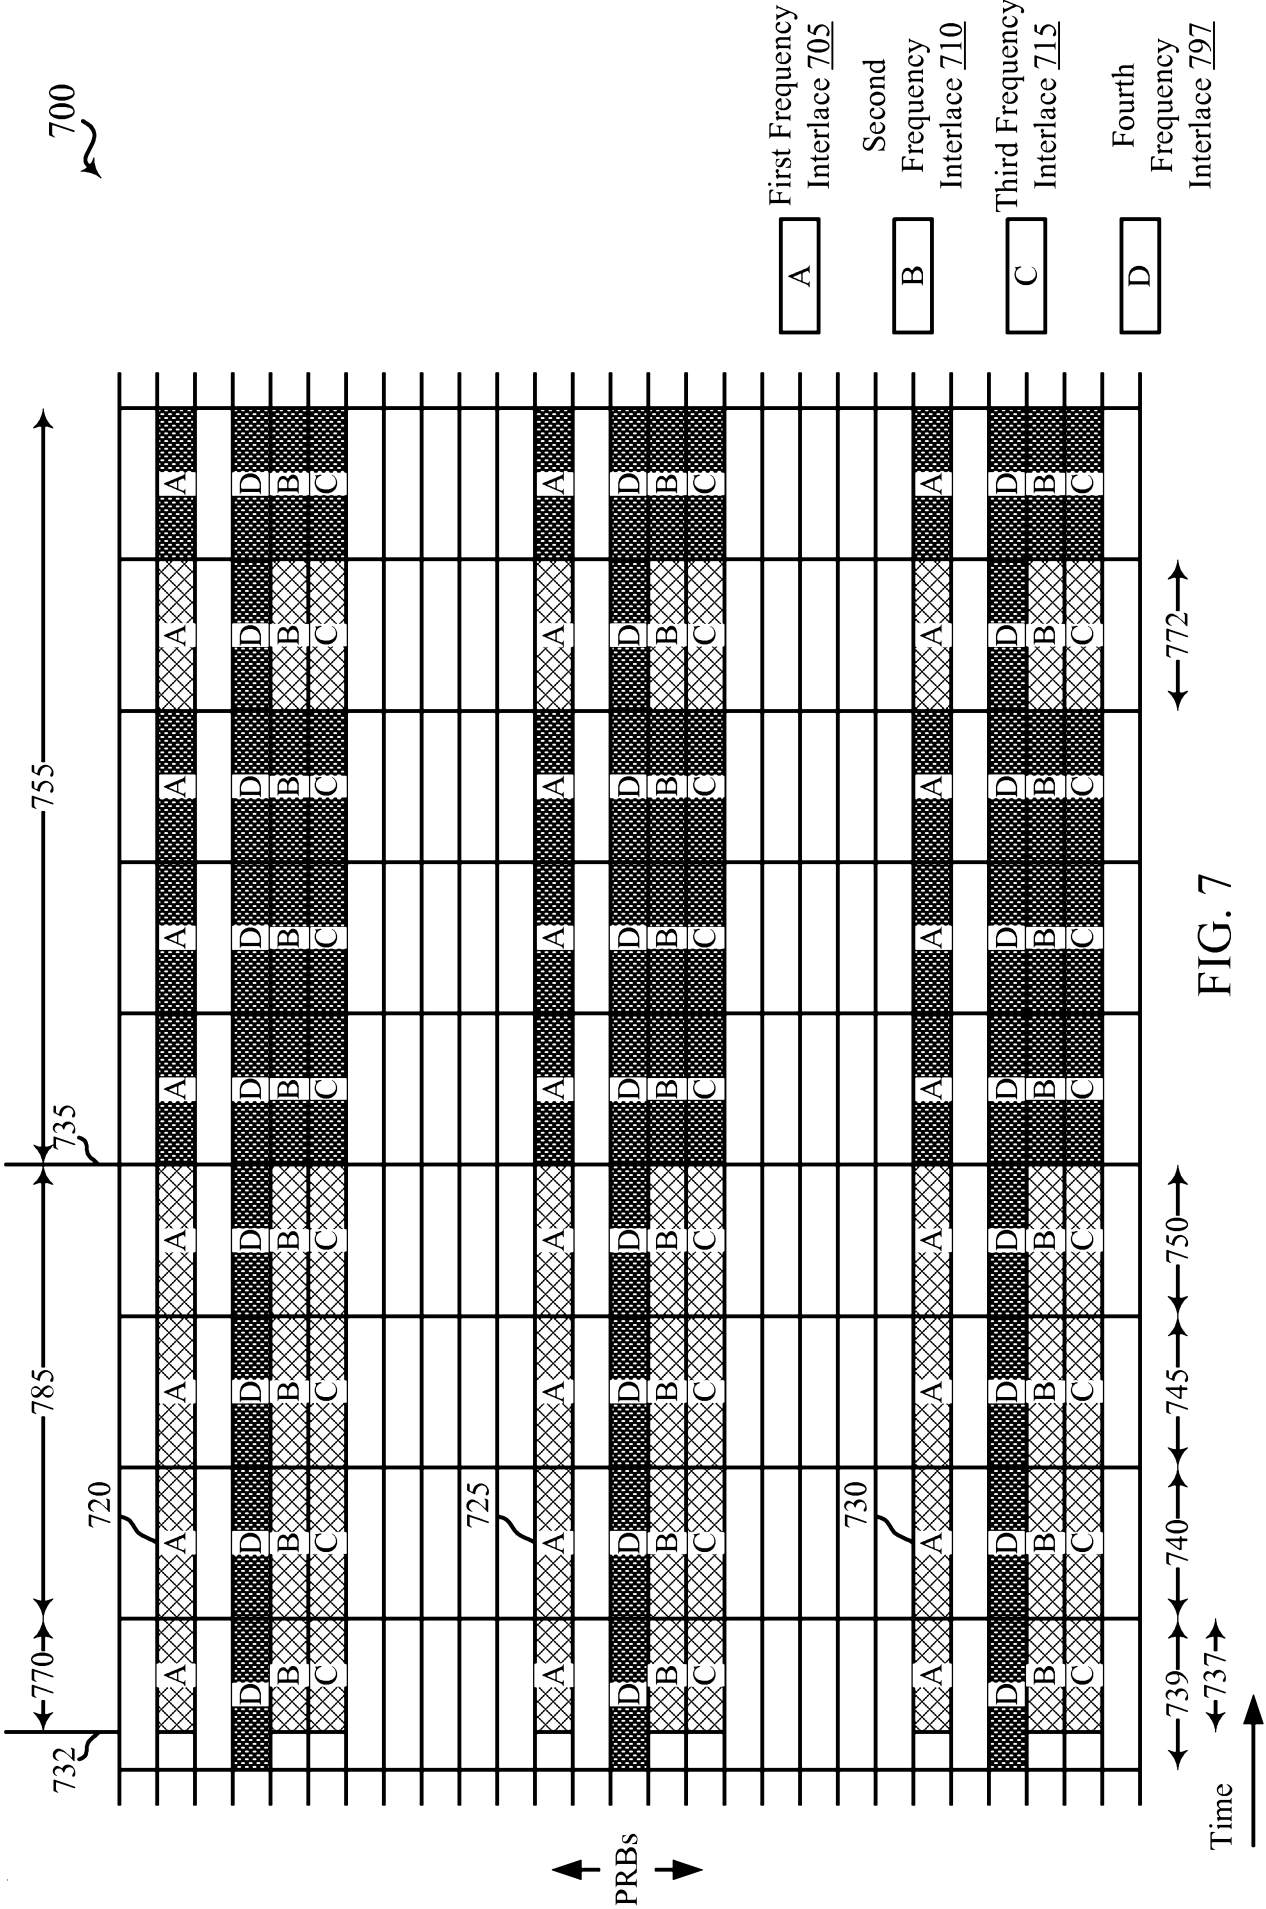 700
732
770
785
735
755
720
A A A A A A A A A
D D D D D D D D D
B B B B B B B B B
C C C C C C C C C
725
A A A A A A A A A
PRBs
D D D D D D D D D
B B B B B B B B B
C C C C C C C C C
730
A A A A A A A A A
D D D D D D D D D
B B B B B B B B B
C C C C C C C C C
A
First Frequency
Interlace 705
B
Second
Frequency
Interlace 710
C
Third Frequency
Interlace 715
D
Fourth
Frequency
Interlace 797
739 740 745 750 772
737
Time
FIG. 7